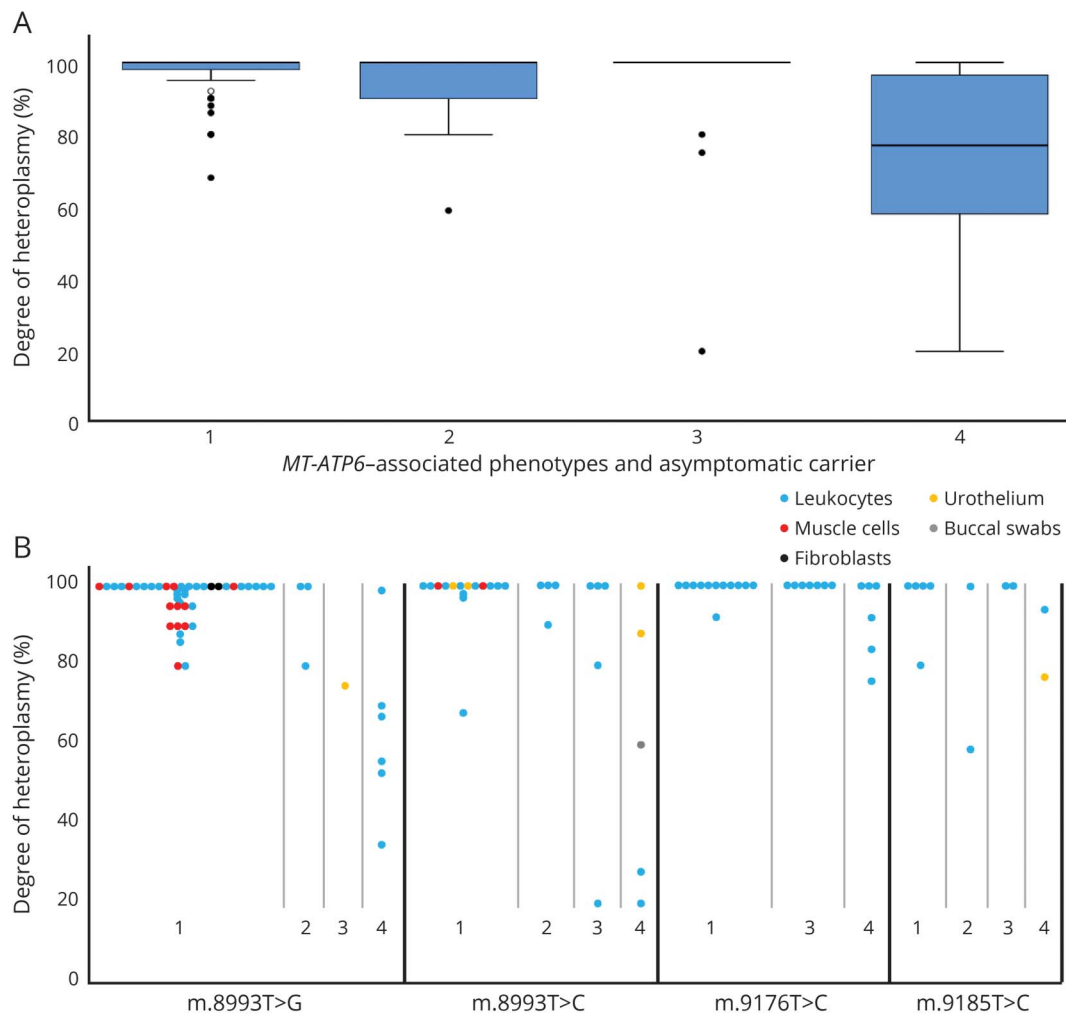 A
Degree of heteroplasmy (%)
100
80
60
40
20
0
1 2 3 4
MT-ATP6–associated phenotypes and asymptomatic carrier
Leukocytes Urothelium
Muscle cells Buccal swabs
Fibroblasts
B
Degree of heteroplasmy (%)
100
80
60
40
20
0
1 2 3 4 1 2 3 4 1 3 4 1 2 3 4
m.8993T>G m.8993T>C m.9176T>C m.9185T>C